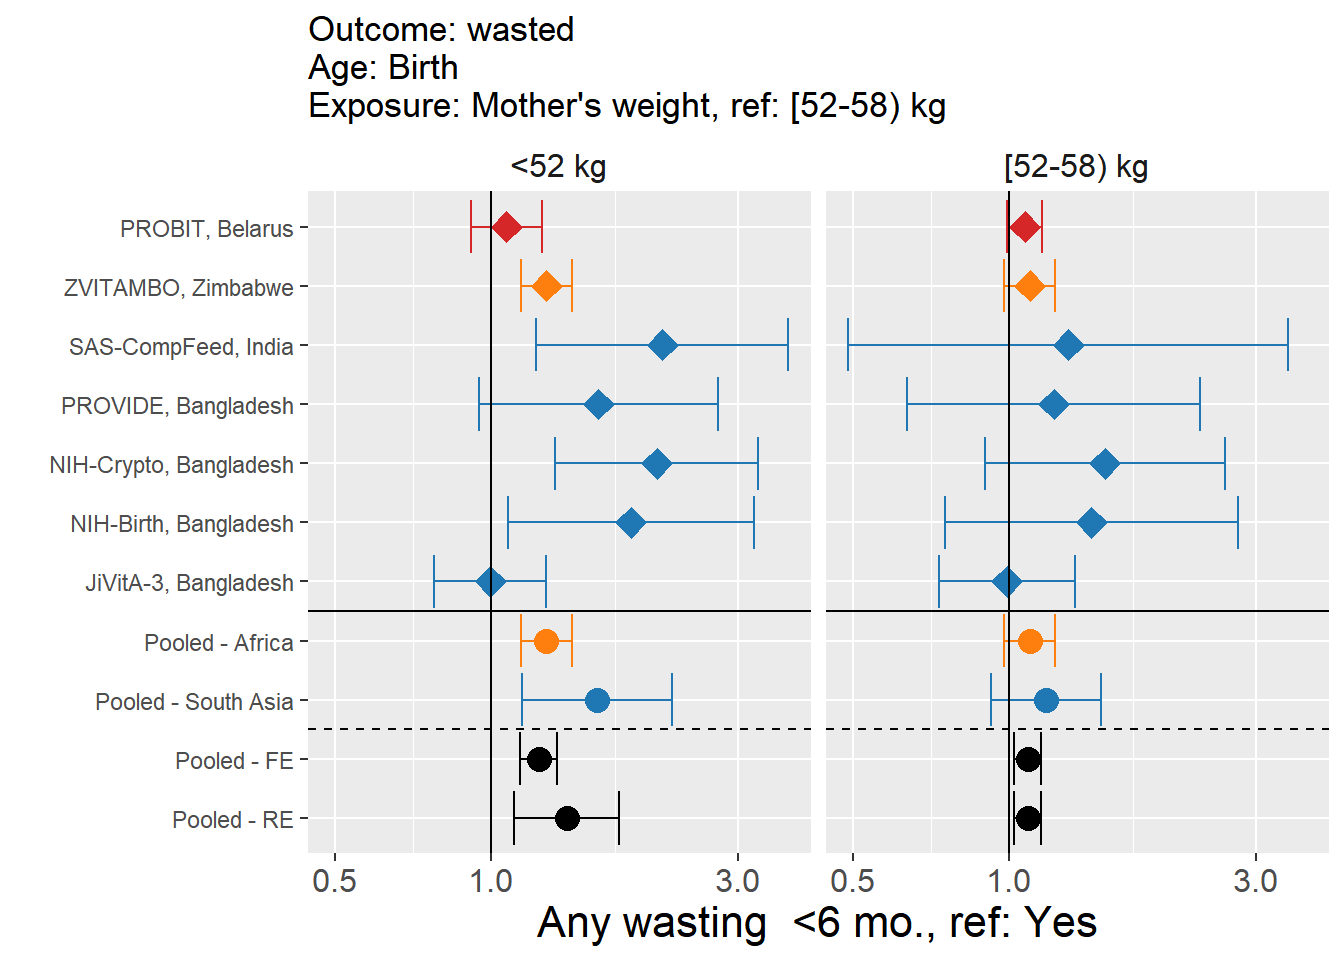 Outcome: wasted
Age: Birth
Exposure: Mother's weight, ref: [52-58) kg
<52 kg
[52-58) kg
PROBIT, Belarus
ZVITAMBO, Zimbabwe
SAS-CompFeed, India
PROVIDE, Bangladesh
NIH-Crypto, Bangladesh
NIH-Birth, Bangladesh
JiVitA-3, Bangladesh
Pooled - Africa
Pooled - South Asia
Pooled - FE
Pooled - RE
0.5 1.0 3.0 0.5 1.0 3.0
Any wasting  <6 mo., ref: Yes